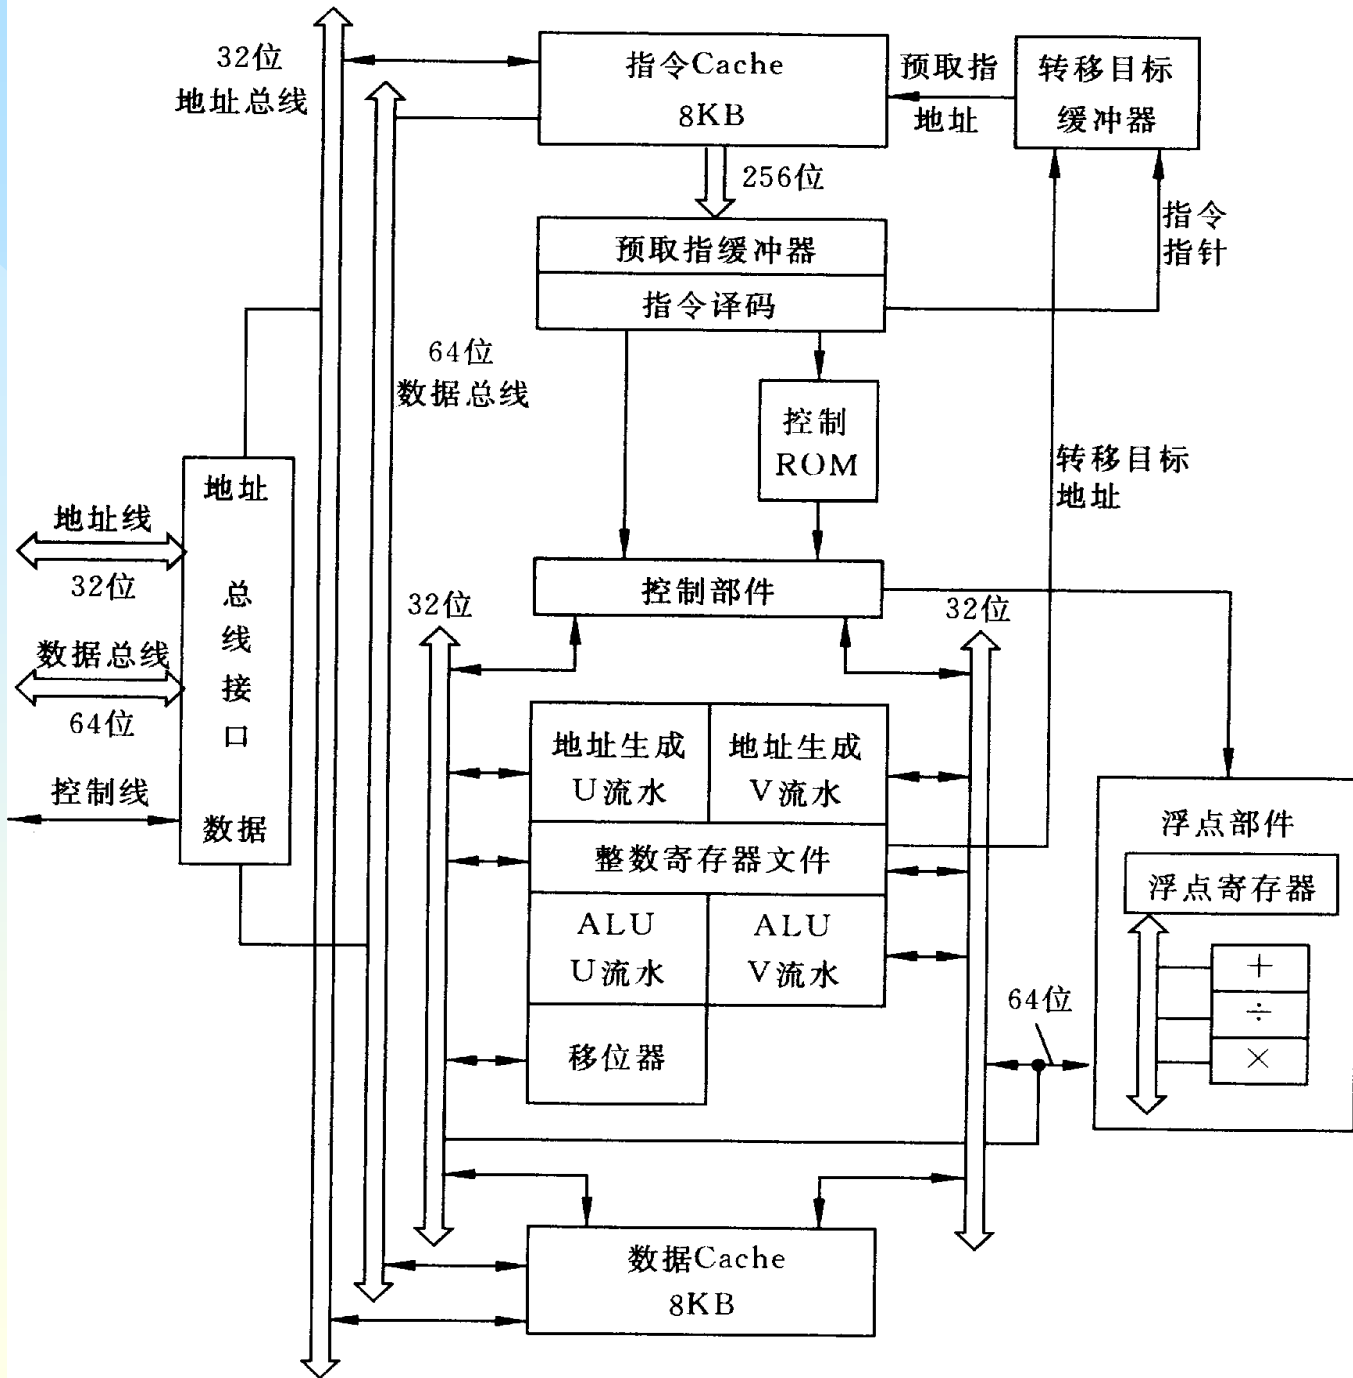 32位
地址总线
指令Cache
8KB
预取指
地址
转移目标
缓冲器
256位
指令
指针
预取指缓冲器
指令译码
64位
数据总线
控制
ROM
转移目标
地址
地址
总
线
接
口
数据
地址线
32位
数据总线
64位
控制线
控制部件
32位
32位
地址生成
U流水
地址生成
V流水
整数寄存器文件
ALU
U流水
ALU
V流水
移位器
浮点部件
浮点寄存器
+
÷
×
64位
数据Cache
8KB